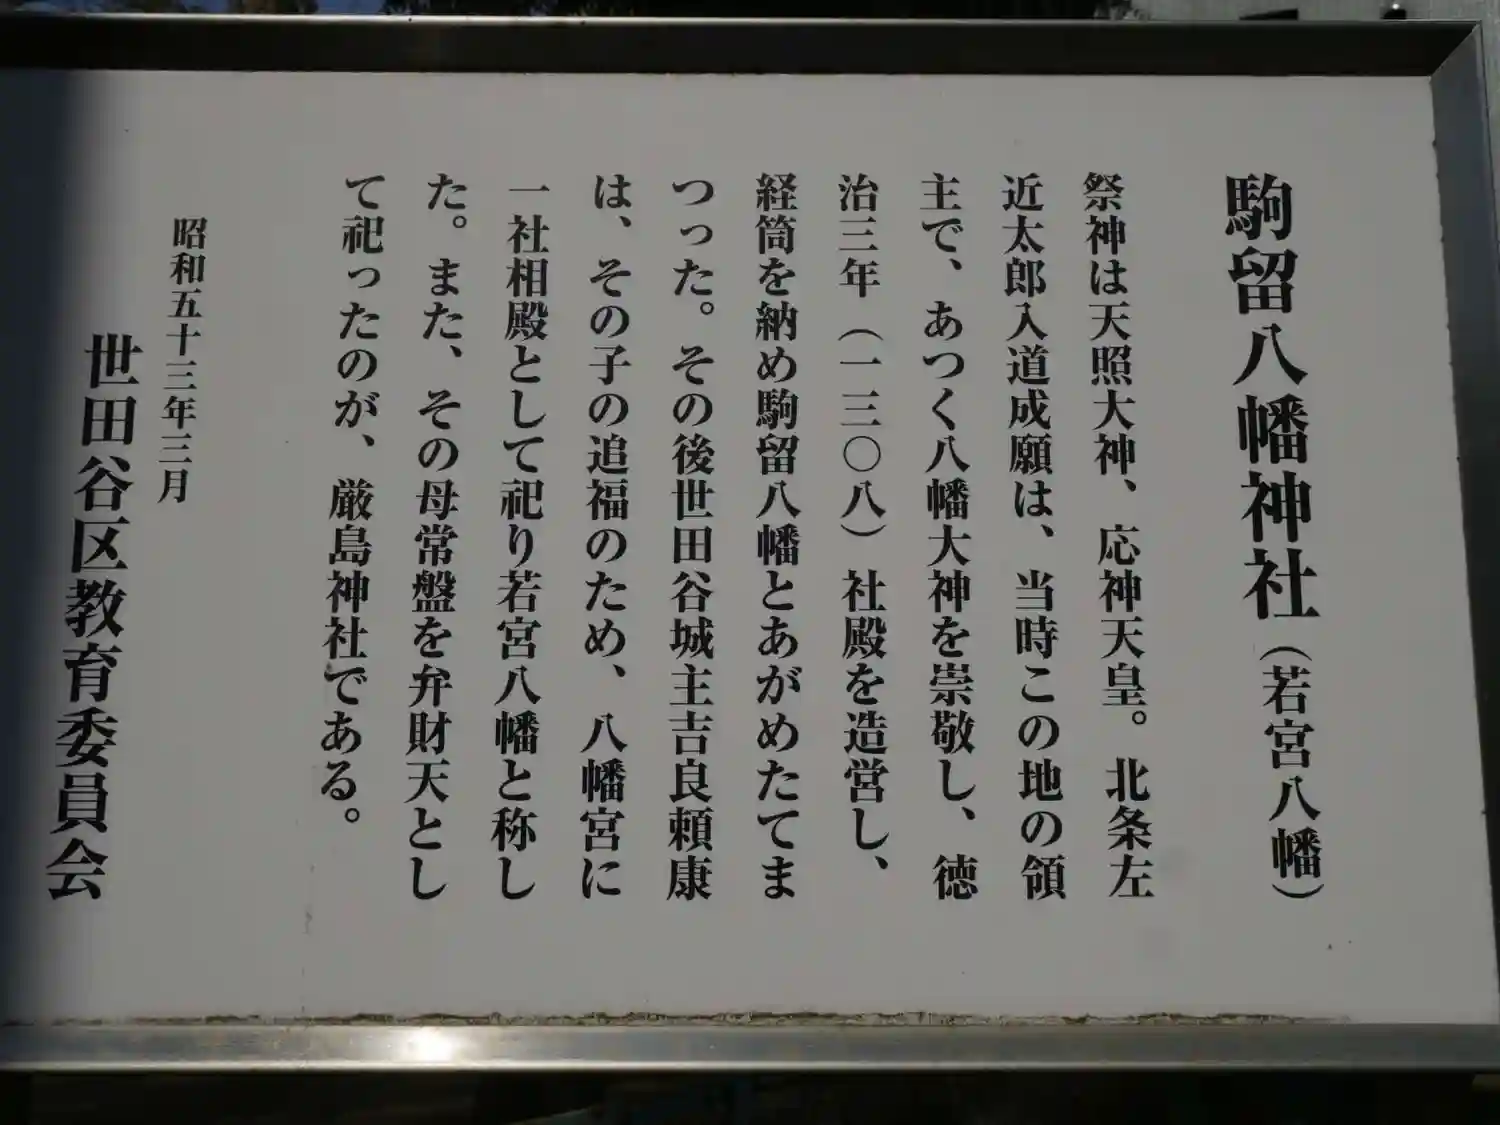 駒留八幡神社（若宮八幡）
祭神は天照大神、応神天皇。北条左
近太郎入道成願は、当時この地の領
主で、あつく八幡大神を崇敬し、徳
治三年（一三〇八）社殿を造営し、
経筒を納め駒留八幡とあがめたてま
つった。その後世田谷城主吉良頼康
は、その子の追福のため、八幡宮に
一社相殿として祀り若宮八幡と称し
た。また、その母常盤を弁財天とし
て祀ったのが、厳島神社である。
昭和五十三年三月
世田谷区教育委員会